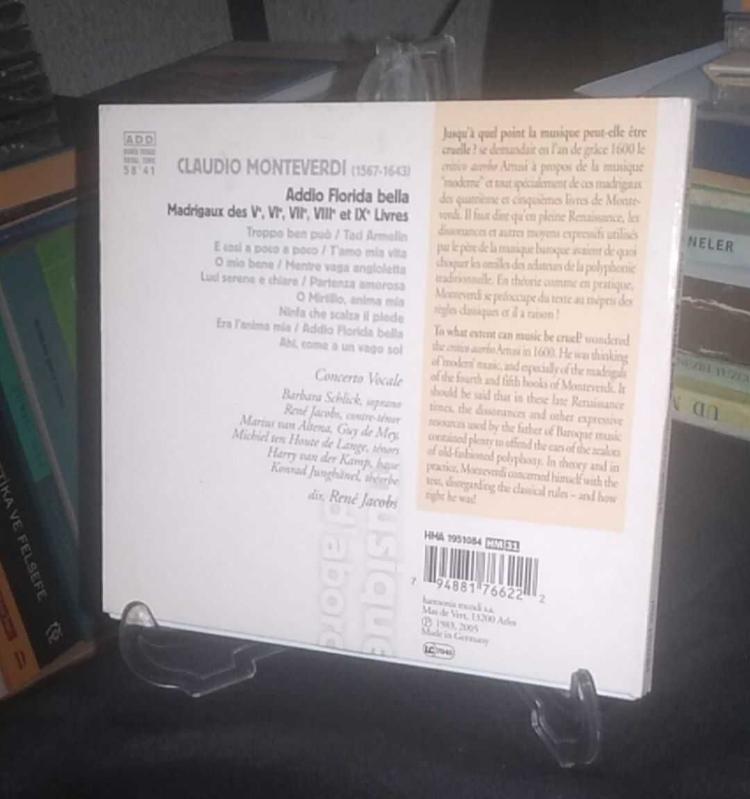 ADD
58'41
CLAUDIO MONTEVERDI (1567-1643)
Addio Florida bella
Madrigaux des Ve, VIe, VIIe, VIIIe et IXe Livres
Troppo ben può / Taci Armelin
E così a poco a poco / T'amo mia vita
O mio bene / Mentre vaga angioletta
Luci serene e chiare / Partenza amorosa
O Mirtillo, anima mia
Ninfa che scalza il piede
Era l'anima mia / Addio Florida bella
Ahi, come a un vago sol
Concerto Vocale
Barbara Schlick, soprano
René Jacobs, contre-ténor
Marius van Altena, Guy de Mey,
Michiel ten Houte de Lange, ténors
Harry van der Kamp, basse
Konrad Junghänel, théorbe
dir. René Jacobs
musique
d'abord
Jusqu'à quel point la musique peut-elle être
cruelle ? se demandait en l'an de grâce 1600 le
critico acerbo Artusi à propos de la musique
"moderne" et tout spécialement de ces madrigaux
des quatrième et cinquièmes livres de Monte-
verdi. Il faut dire qu'en pleine Renaissance, les
dissonances et autres moyens expressifs utilisés
par le père de la musique baroque avaient de quoi
choquer les oreilles des zélateurs de la polyphonie
traditionnelle. En théorie comme en pratique,
Monteverdi se préoccupe du texte au mépris des
règles classiques et il a raison !
To what extent can music be cruel? wondered
the critico acerbo Artusi in 1600. He was thinking
of 'modern' music, and especially of the madrigals
of the fourth and fifth books of Monteverdi. It
should be said that in these late Renaissance
times, the dissonances and other expressive
resources used by the father of Baroque music
contained plenty to offend the ears of the zealots
of old-fashioned polyphony. In theory and in
practice, Monteverdi concerned himself with the
text, disregarding the classical rules – and how
right he was!
HMA 1951084 HM 31
7 94881 76622 2
harmonia mundi s.a.
Mas de Vert, 13200 Arles
℗ 1983, 2005
Made in Germany
LC 7045
TİKA VE FELSEFE
NELER
UD